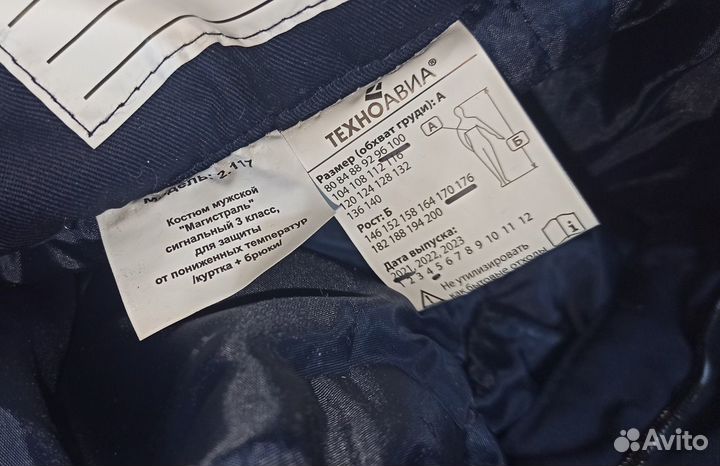 МОДЕЛЬ: 2.117
Костюм мужской
"Магистраль"
сигнальный 3 класс,
для защиты
от пониженных температур
/куртка + брюки/
ТЕХНОАВИА®
Размер (обхват груди): А
80 84 88 92 96 100
104 108 112 116
120 124 128 132
136 140
Рост: Б
146 152 158 164 170 176
182 188 194 200
Дата выпуска:
2021, 2022, 2023
1 2 3 4 5 6 7 8 9 10 11 12
Не утилизировать
как бытовые отходы
А
Б
i
Avito